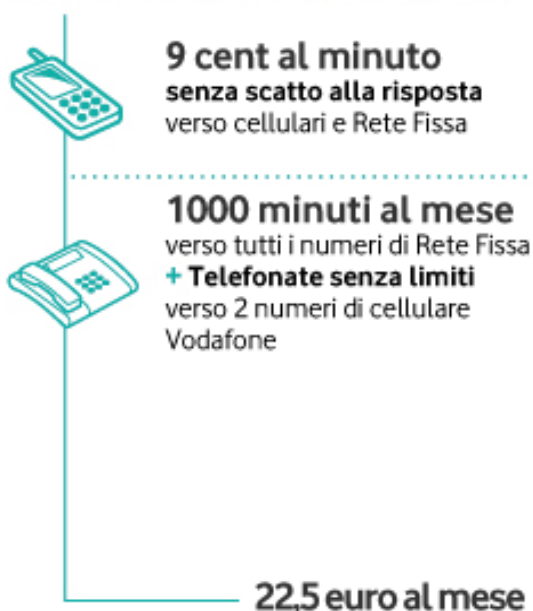 9 cent al minuto
senza scatto alla risposta
verso cellulari e Rete Fissa
1000 minuti al mese
verso tutti i numeri di Rete Fissa
+ Telefonate senza limiti
verso 2 numeri di cellulare
Vodafone
22,5 euro al mese